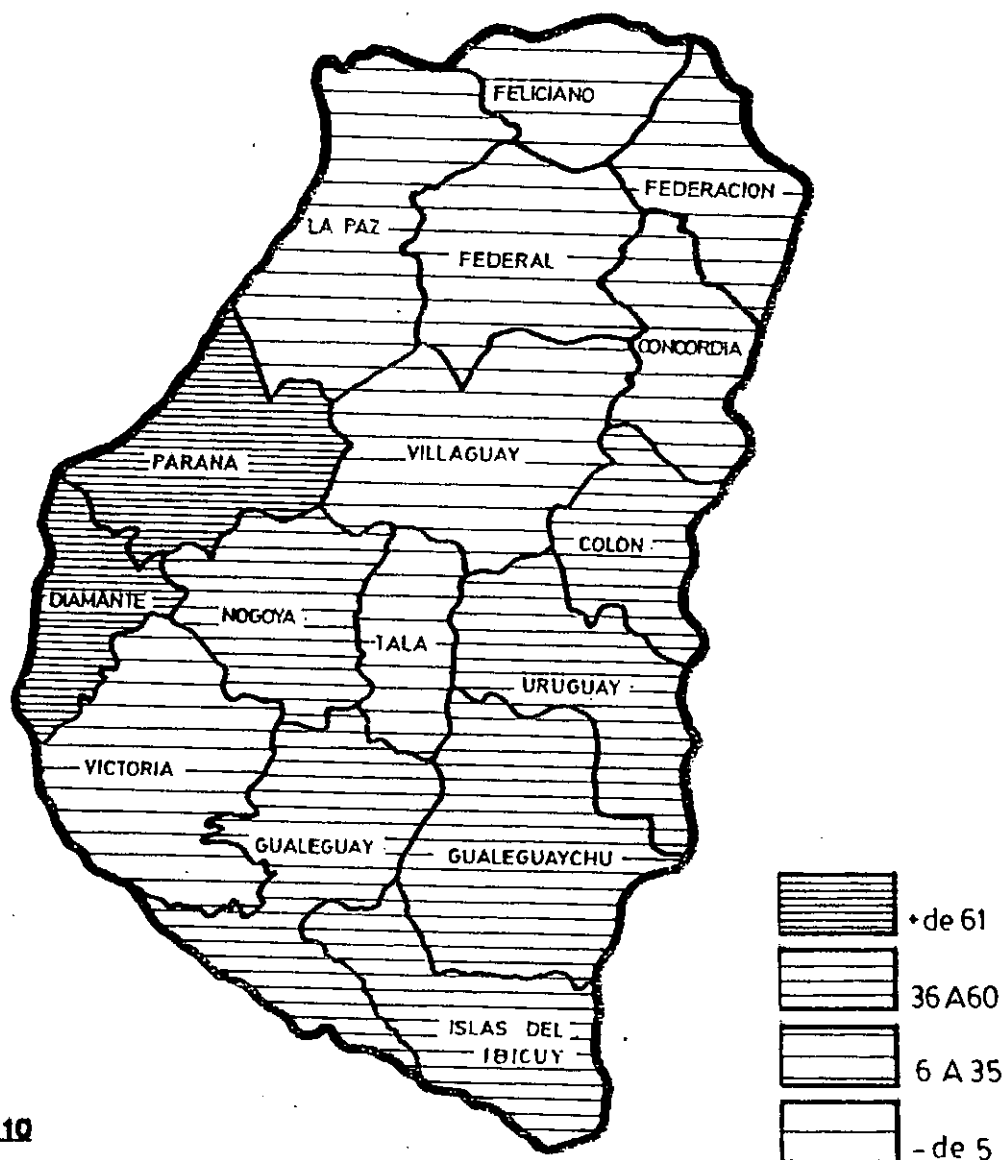 FELICIANO
FEDERACION
LA PAZ
FEDERAL
CONCORDIA
PARANA
VILLAGUAY
COLON
DIAMANTE
NOGOYA
TALA
URUGUAY
VICTORIA
GUALEGUAY
GUALEGUAYCHU
ISLAS DEL
IBICUY
+ de 61
36 A 60
6 A 35
- de 5
10